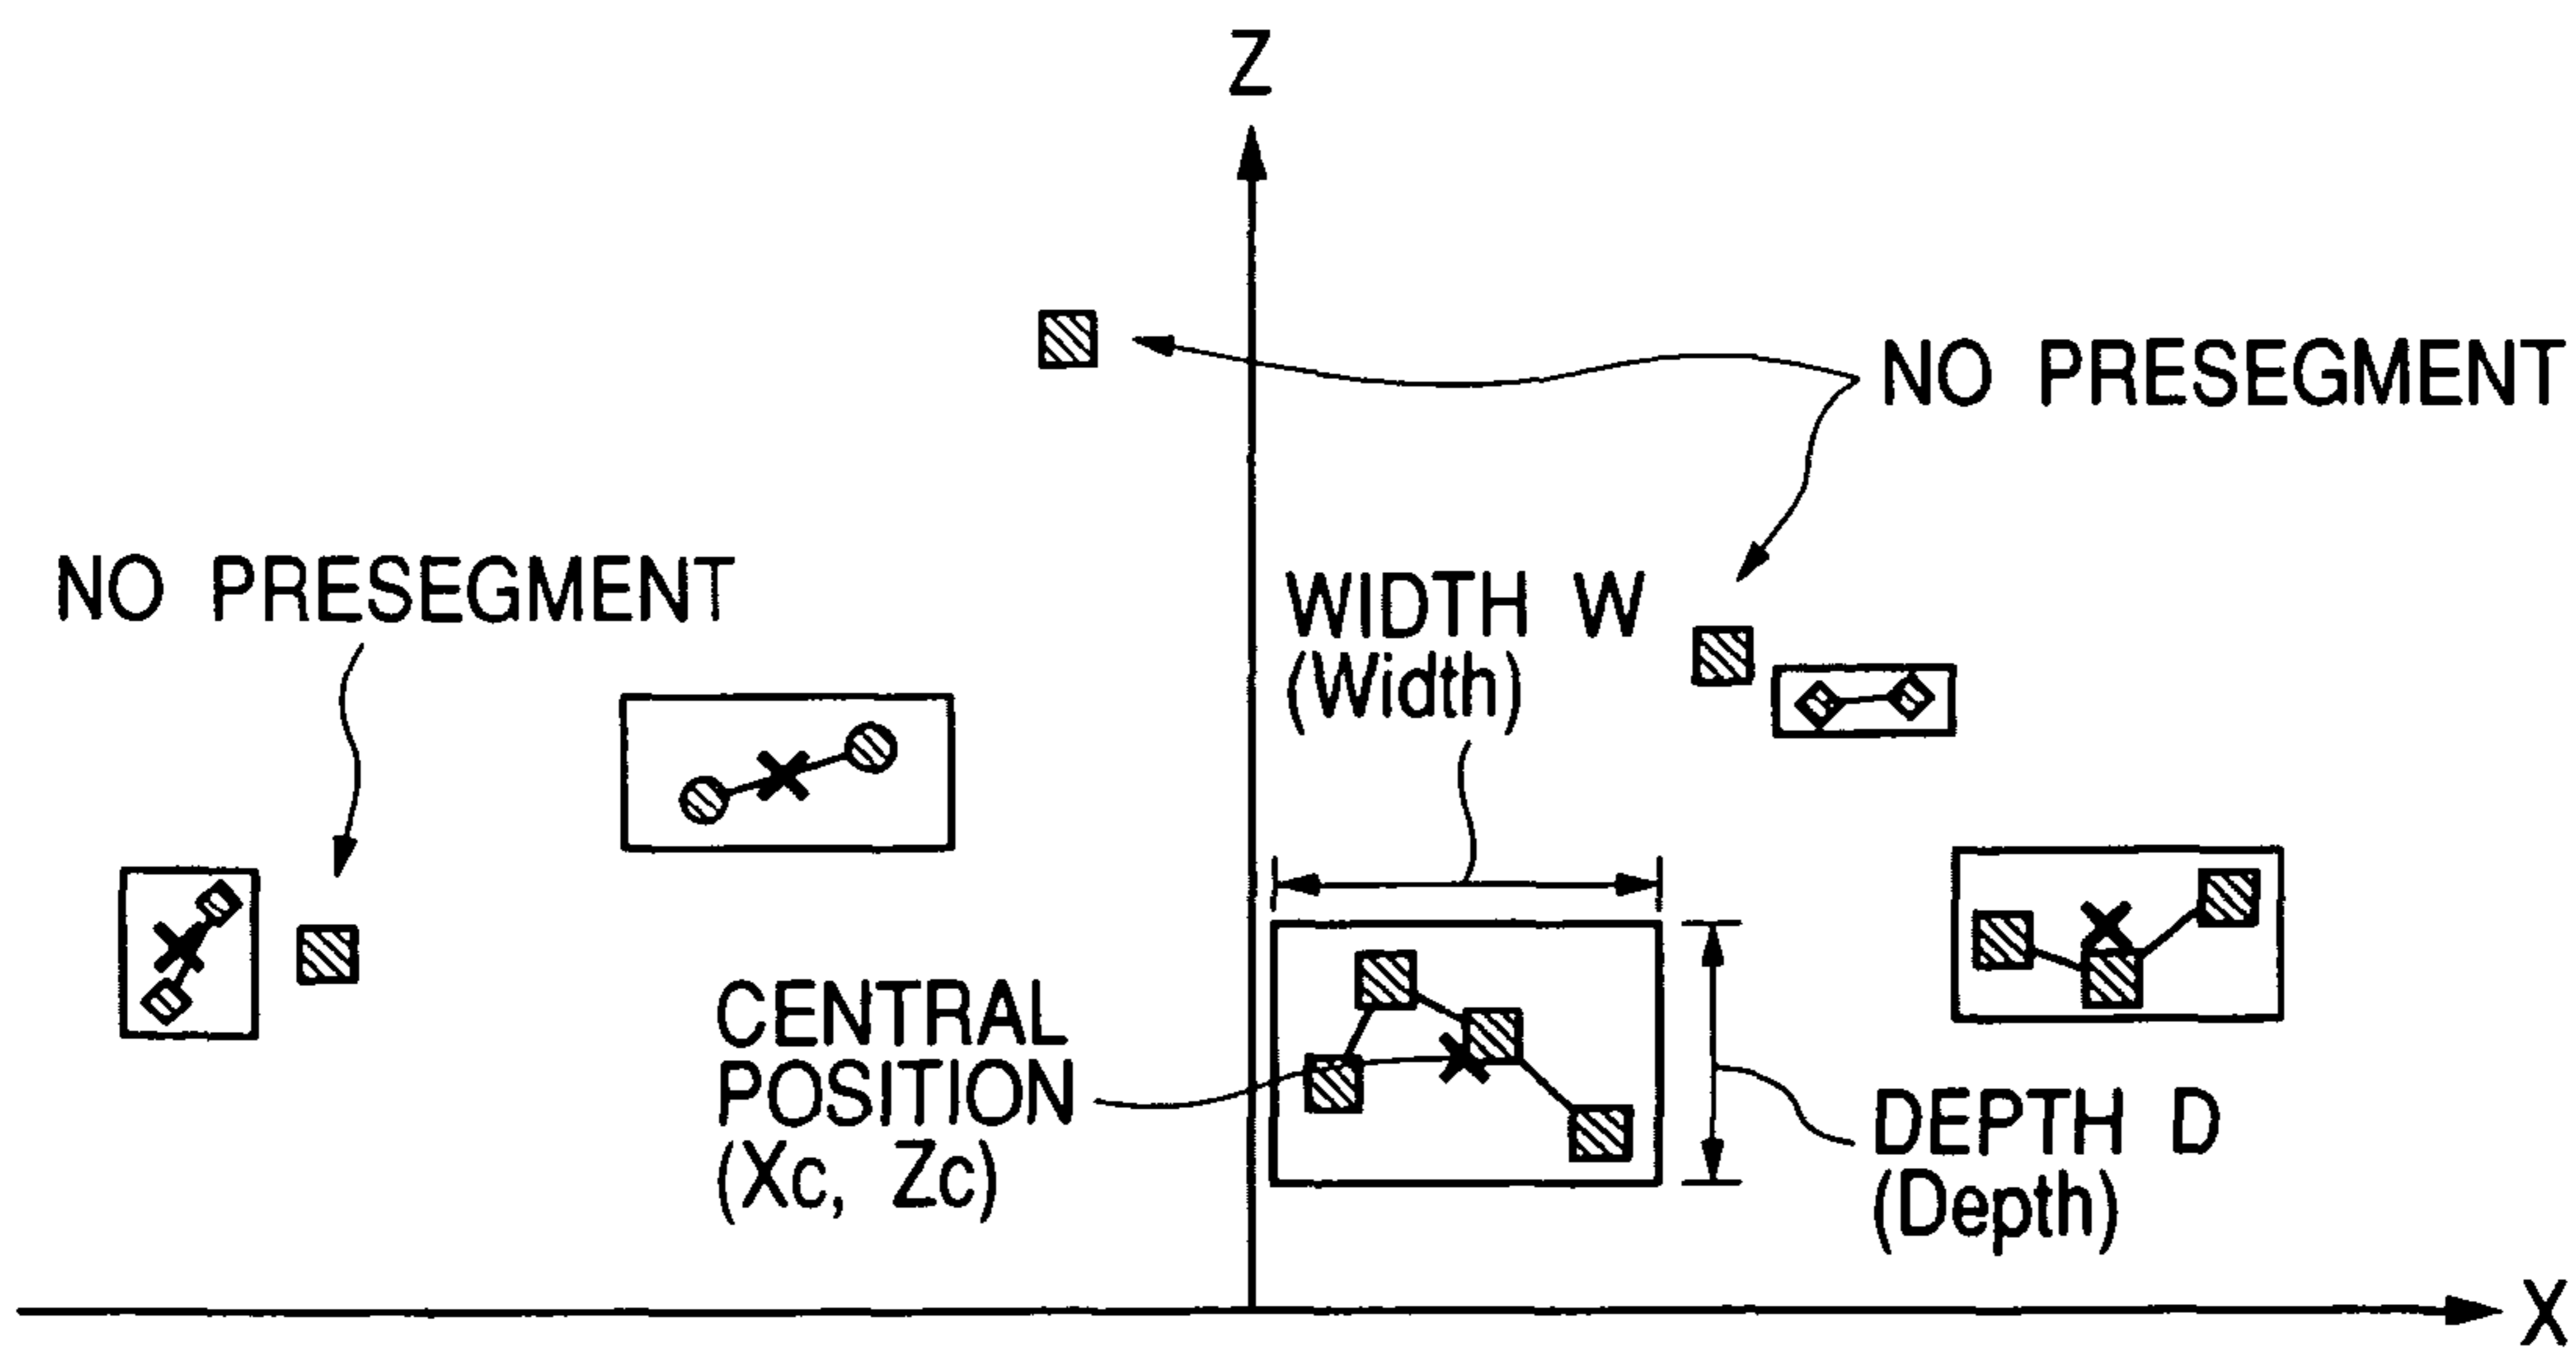 Z
NO PRESEGMENT
NO PRESEGMENT
WIDTH W
(Width)
CENTRAL
POSITION
(Xc, Zc)
DEPTH D
(Depth)
X